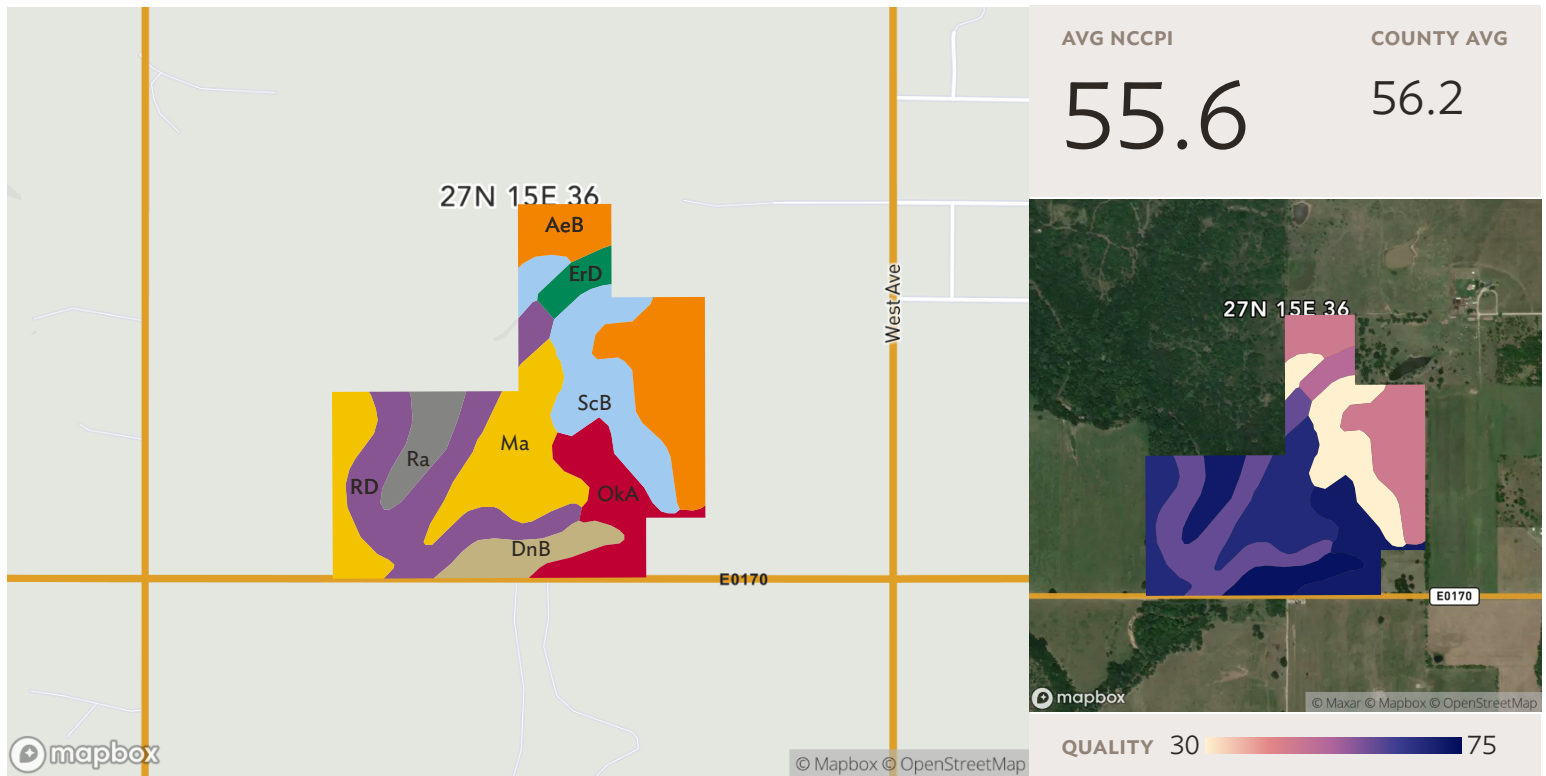 27N 15E 36
AeB
ErD
ScB
Ma
Ra
RD
OkA
DnB
West Ave
E0170
mapbox
© Mapbox © OpenStreetMap
AVG NCCPI
55.6
COUNTY AVG
56.2
27N 15E 36
E0170
mapbox
© Maxar © Mapbox © OpenStreetMap
QUALITY 30 75